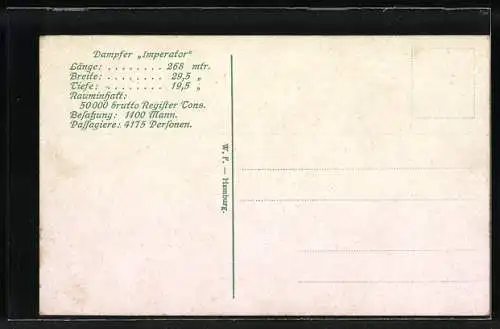 Dampfer „Imperator“
Länge: . . . . . . . . 268 mtr.
Breite: . . . . . . . . 29,5 „
Tiefe: . . . . . . . . 19,5 „
Rauminhalt:
50000 brutto Register Tons.
Besatzung: 1100 Mann.
Passagiere: 4175 Personen.
W. F. — Hamburg.